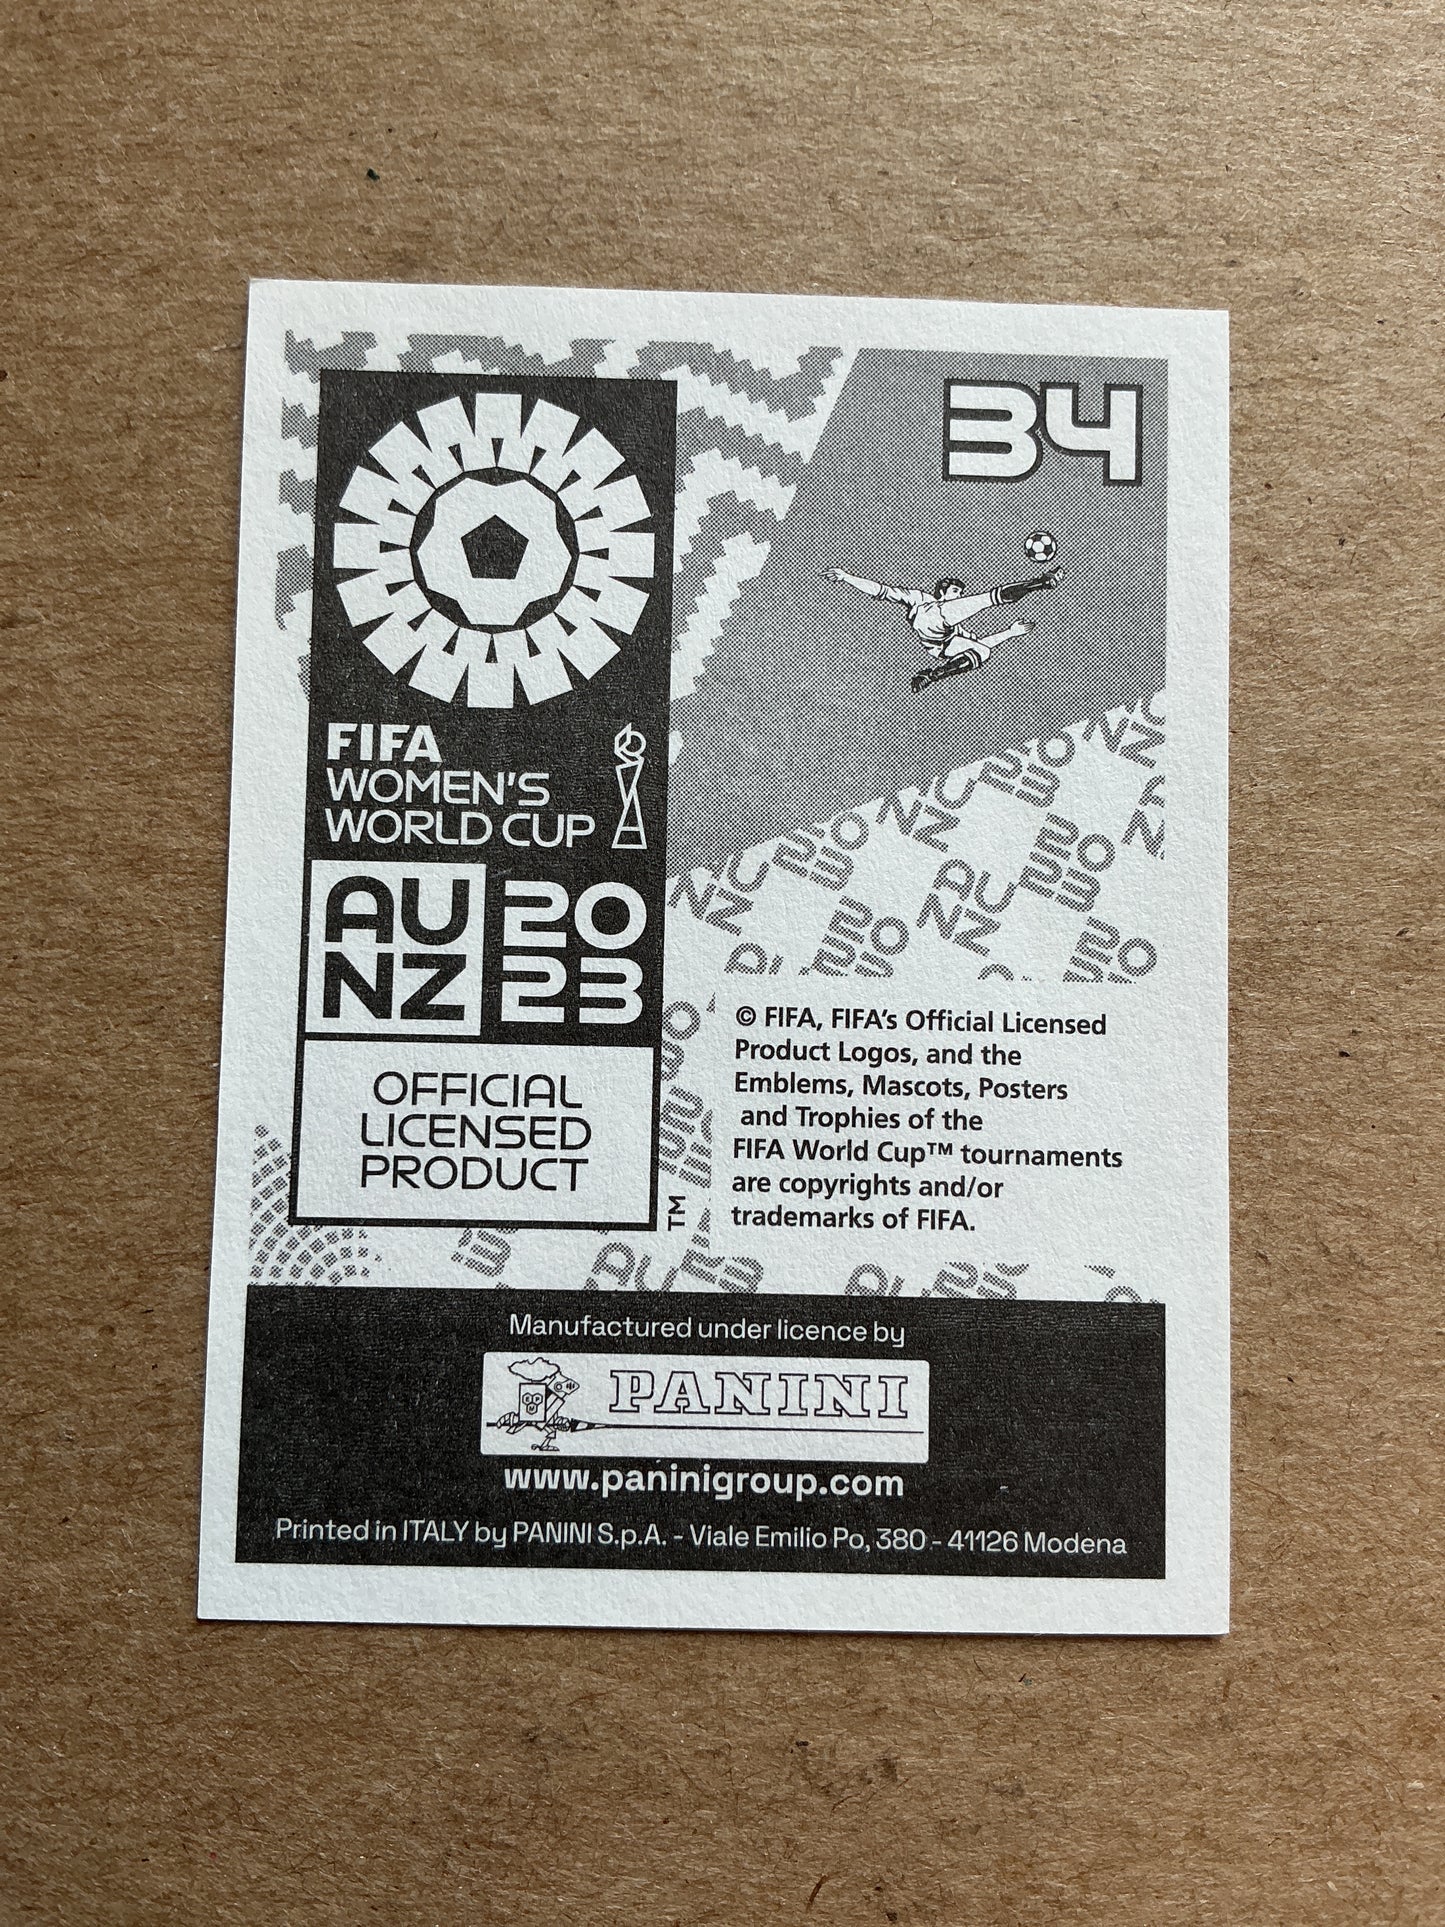 34
FIFA
WOMEN'S
WORLD CUP
AU
NZ
20
23
OFFICIAL
LICENSED
PRODUCT
TM
© FIFA, FIFA's Official Licensed
Product Logos, and the
Emblems, Mascots, Posters
and Trophies of the
FIFA World Cup™ tournaments
are copyrights and/or
trademarks of FIFA.
Manufactured under licence by
PANINI
www.paninigroup.com
Printed in ITALY by PANINI S.p.A. - Viale Emilio Po, 380 - 41126 Modena